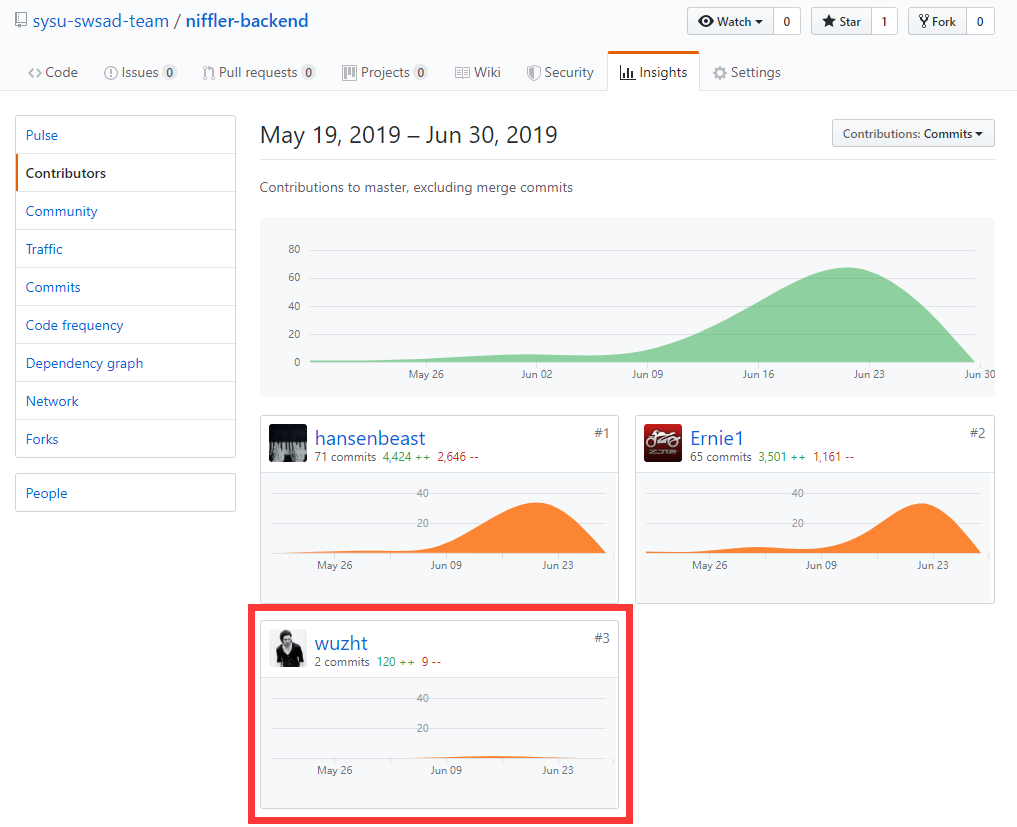 sysu-swsad-team / niffler-backend
Watch 0 Star 1 Fork 0
Code Issues 0 Pull requests 0 Projects 0 Wiki Security Insights Settings
Pulse
Contributors
Community
Traffic
Commits
Code frequency
Dependency graph
Network
Forks
People
May 19, 2019 – Jun 30, 2019
Contributions: Commits
Contributions to master, excluding merge commits
80
60
40
20
0
May 26 Jun 02 Jun 09 Jun 16 Jun 23 Jun 30
hansenbeast #1
71 commits 4,424 ++ 2,646 --
40
20
May 26 Jun 09 Jun 23
Ernie1 #2
65 commits 3,501 ++ 1,161 --
40
20
May 26 Jun 09 Jun 23
wuzht #3
2 commits 120 ++ 9 --
40
20
May 26 Jun 09 Jun 23